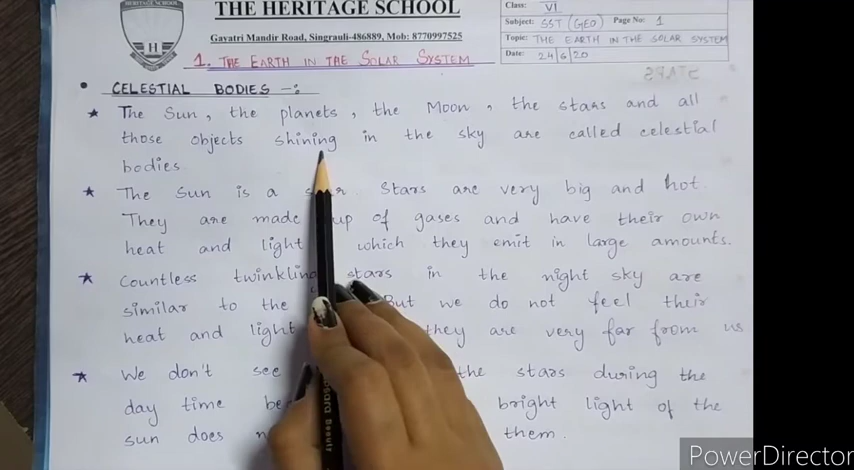 HERITAGE SCHOOL
H
THE HERITAGE SCHOOL
Gayatri Mandir Road, Singrauli-486889, Mob: 8770997525
Class: VI
Subject: SST (GEO) Page No: 1
Topic: THE EARTH IN THE SOLAR SYSTEM
Date: 24/6/20
1. THE EARTH IN THE SOLAR SYSTEM
CELESTIAL BODIES -:
The Sun, the planets, the Moon, the stars and all
those objects shining in the sky are called celestial
bodies
The Sun is a Stars are very big and hot.
They are made up of gases and have their own
heat and light which they emit in large amounts.
Countless twinkling stars in the night sky are
similar to the But we do not feel their
heat and light they are very far from us
We don't see the stars during the
day time bright light of the
sun does them.
PowerDirector